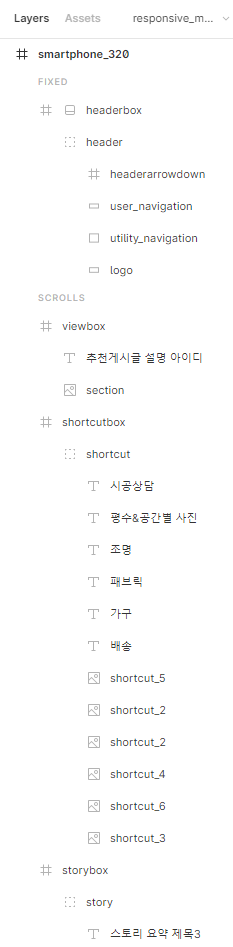 Layers Assets responsive_m...
smartphone_320
FIXED
headerbox
header
headerarrowdown
user_navigation
utility_navigation
logo
SCROLLS
viewbox
추천게시글 설명 아이디
section
shortcutbox
shortcut
시공상담
평수&공간별 사진
조명
패브릭
가구
배송
shortcut_5
shortcut_2
shortcut_2
shortcut_4
shortcut_6
shortcut_3
storybox
story
스토리 요약 제목3